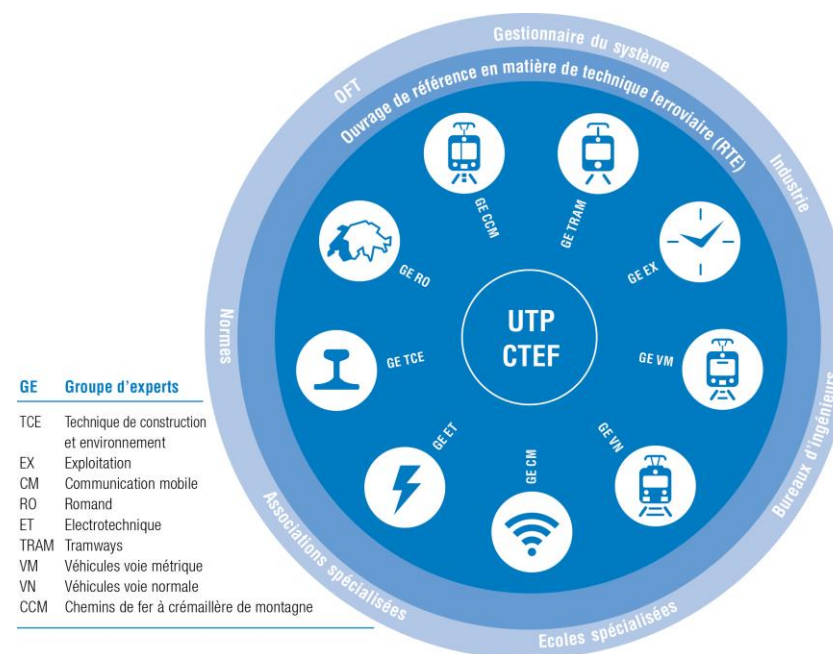 Gestionnaire du système
OFT
Ouvrage de référence en matière de technique ferroviaire (RTE)
Industrie
GE CCM
GE TRAM
GE RO
GE EX
Normes
UTP
CTEF
GE TCE
GE VM
GE ET
GE VN
GE CM
Bureaux d'ingénieurs
Associations spécialisées
Ecoles spécialisées
GE Groupe d'experts
TCE Technique de construction
et environnement
EX Exploitation
CM Communication mobile
RO Romand
ET Electrotechnique
TRAM Tramways
VM Véhicules voie métrique
VN Véhicules voie normale
CCM Chemins de fer à crémaillère de montagne